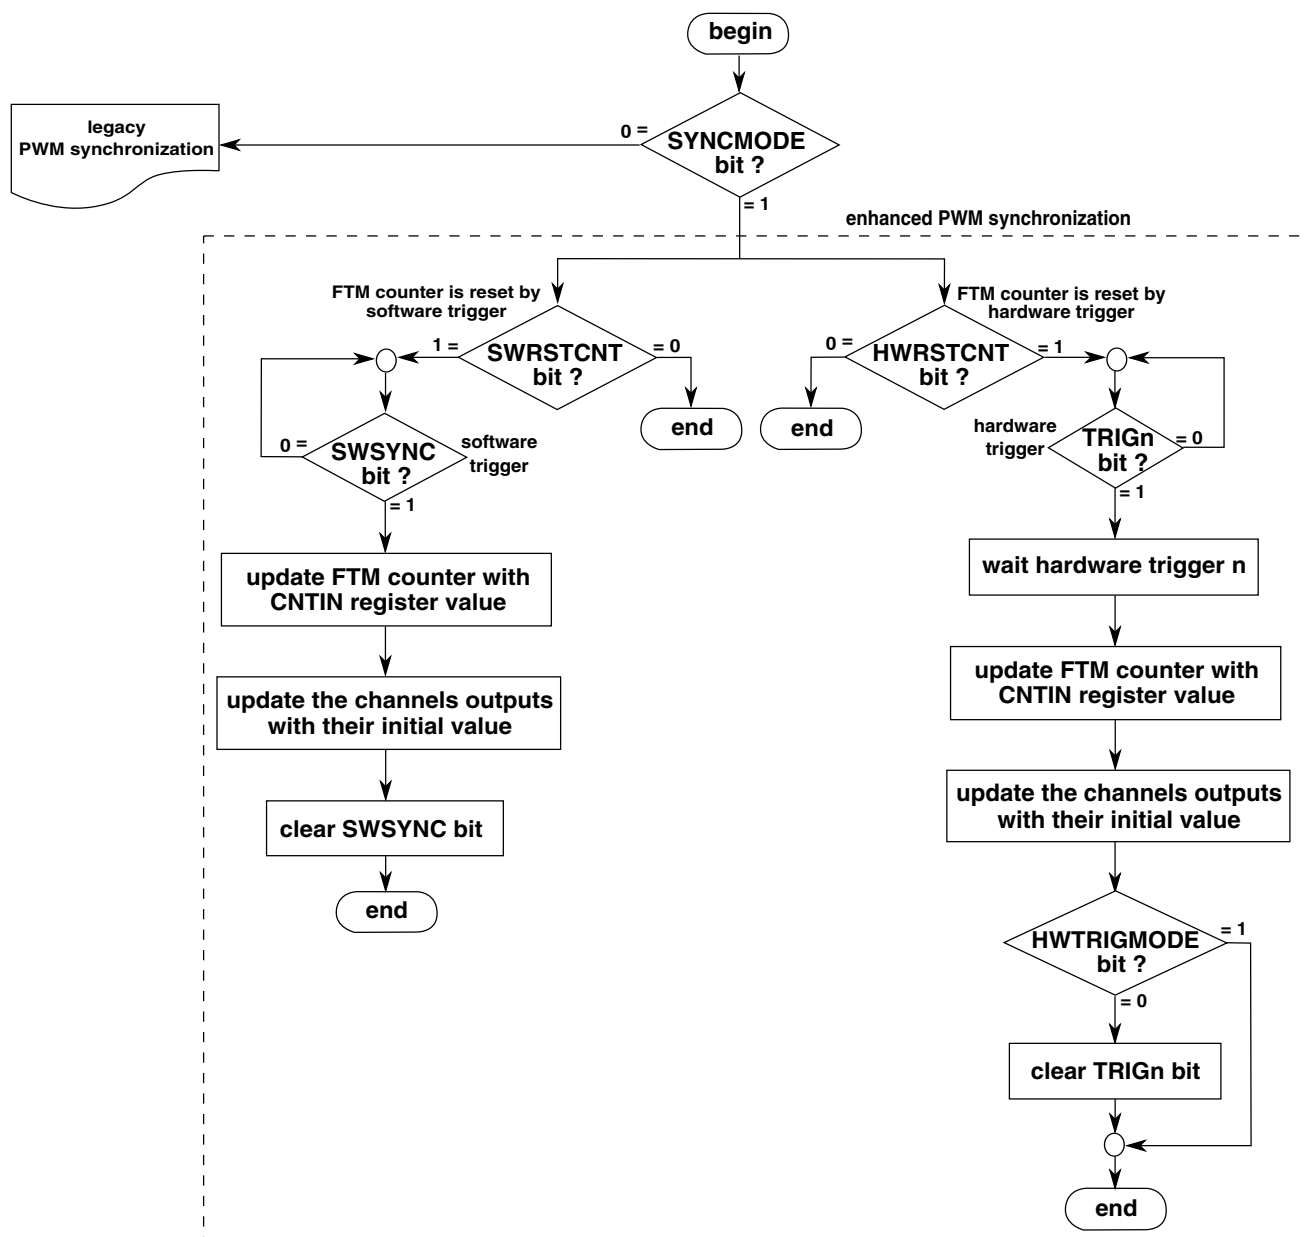 begin
legacy
PWM synchronization
0 =
SYNCMODE
bit ?
= 1
enhanced PWM synchronization
FTM counter is reset by
software trigger
FTM counter is reset by
hardware trigger
1 =
SWRSTCNT
bit ?
= 0
0 =
HWRSTCNT
bit ?
= 1
end
end
0 =
SWSYNC
bit ?
software
trigger
= 1
hardware
trigger
TRIGn
bit ?
= 0
= 1
update FTM counter with
CNTIN register value
wait hardware trigger n
update the channels outputs
with their initial value
update FTM counter with
CNTIN register value
clear SWSYNC bit
update the channels outputs
with their initial value
end
HWTRIGMODE
bit ?
= 1
= 0
clear TRIGn bit
end